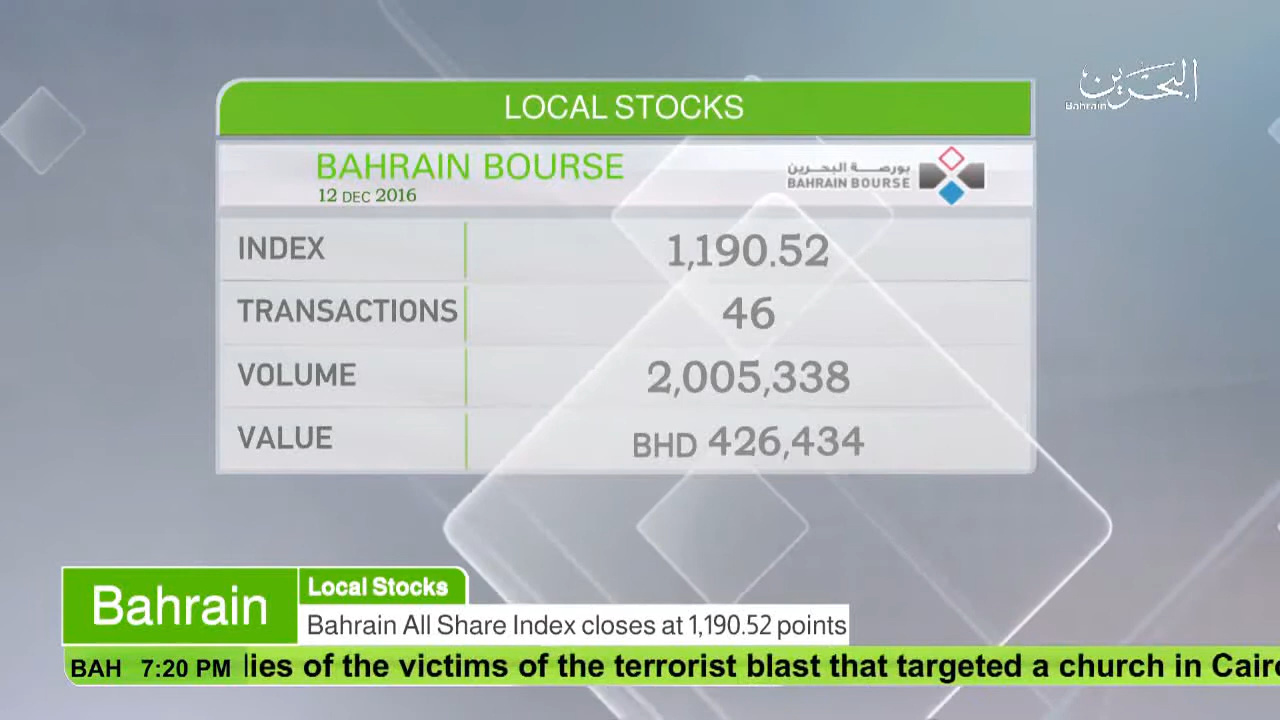 LOCAL STOCKS
البحرين
Bahrain
BAHRAIN BOURSE
12 DEC 2016
بورصة البحرين
BAHRAIN BOURSE
INDEX 1,190.52
TRANSACTIONS 46
VOLUME 2,005,338
VALUE BHD 426,434
Bahrain
Local Stocks
Bahrain All Share Index closes at 1,190.52 points
BAH 7:20 PM lies of the victims of the terrorist blast that targeted a church in Cairo